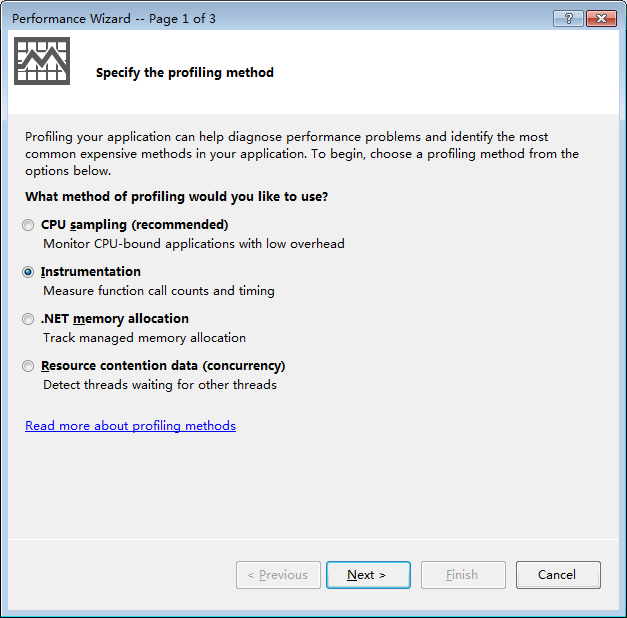 Performance Wizard -- Page 1 of 3
?
Specify the profiling method
Profiling your application can help diagnose performance problems and identify the most
common expensive methods in your application. To begin, choose a profiling method from the
options below.
What method of profiling would you like to use?
CPU sampling (recommended)
Monitor CPU-bound applications with low overhead
Instrumentation
Measure function call counts and timing
.NET memory allocation
Track managed memory allocation
Resource contention data (concurrency)
Detect threads waiting for other threads
Read more about profiling methods
< Previous
Next >
Finish
Cancel